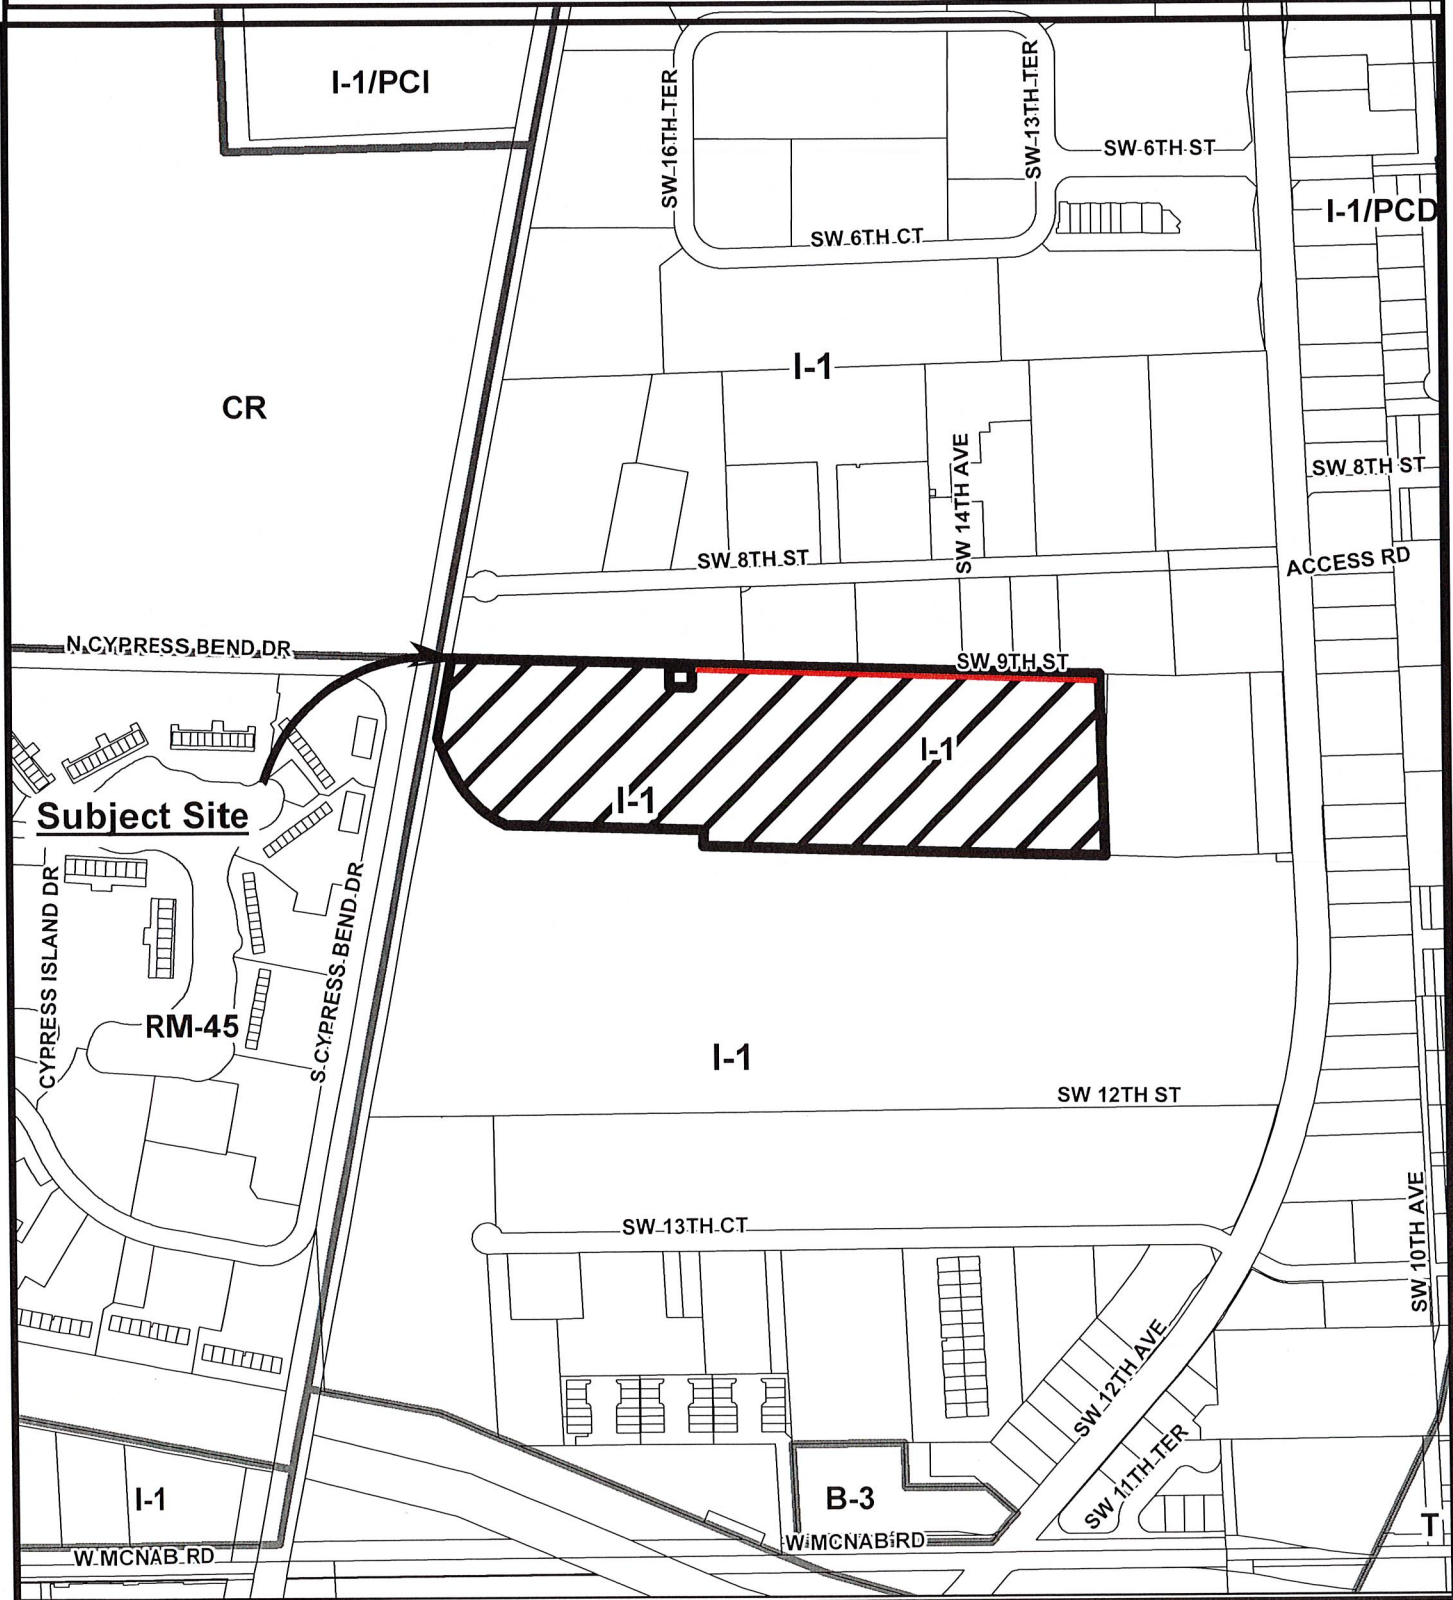 I-1/PCI
SW 16TH TER
SW 13TH TER
SW 6TH ST
I-1/PCD
SW 6TH CT
I-1
CR
SW 14TH AVE
SW 8TH ST
SW 8TH ST
ACCESS RD
N CYPRESS BEND DR
SW 9TH ST
I-1
I-1
Subject Site
CYPRESS ISLAND DR
S CYPRESS BEND DR
RM-45
I-1
SW 12TH ST
SW 13TH CT
SW 10TH AVE
SW 12TH AVE
SW 11TH TER
I-1
B-3
T
W MCNAB RD
W MCNAB RD